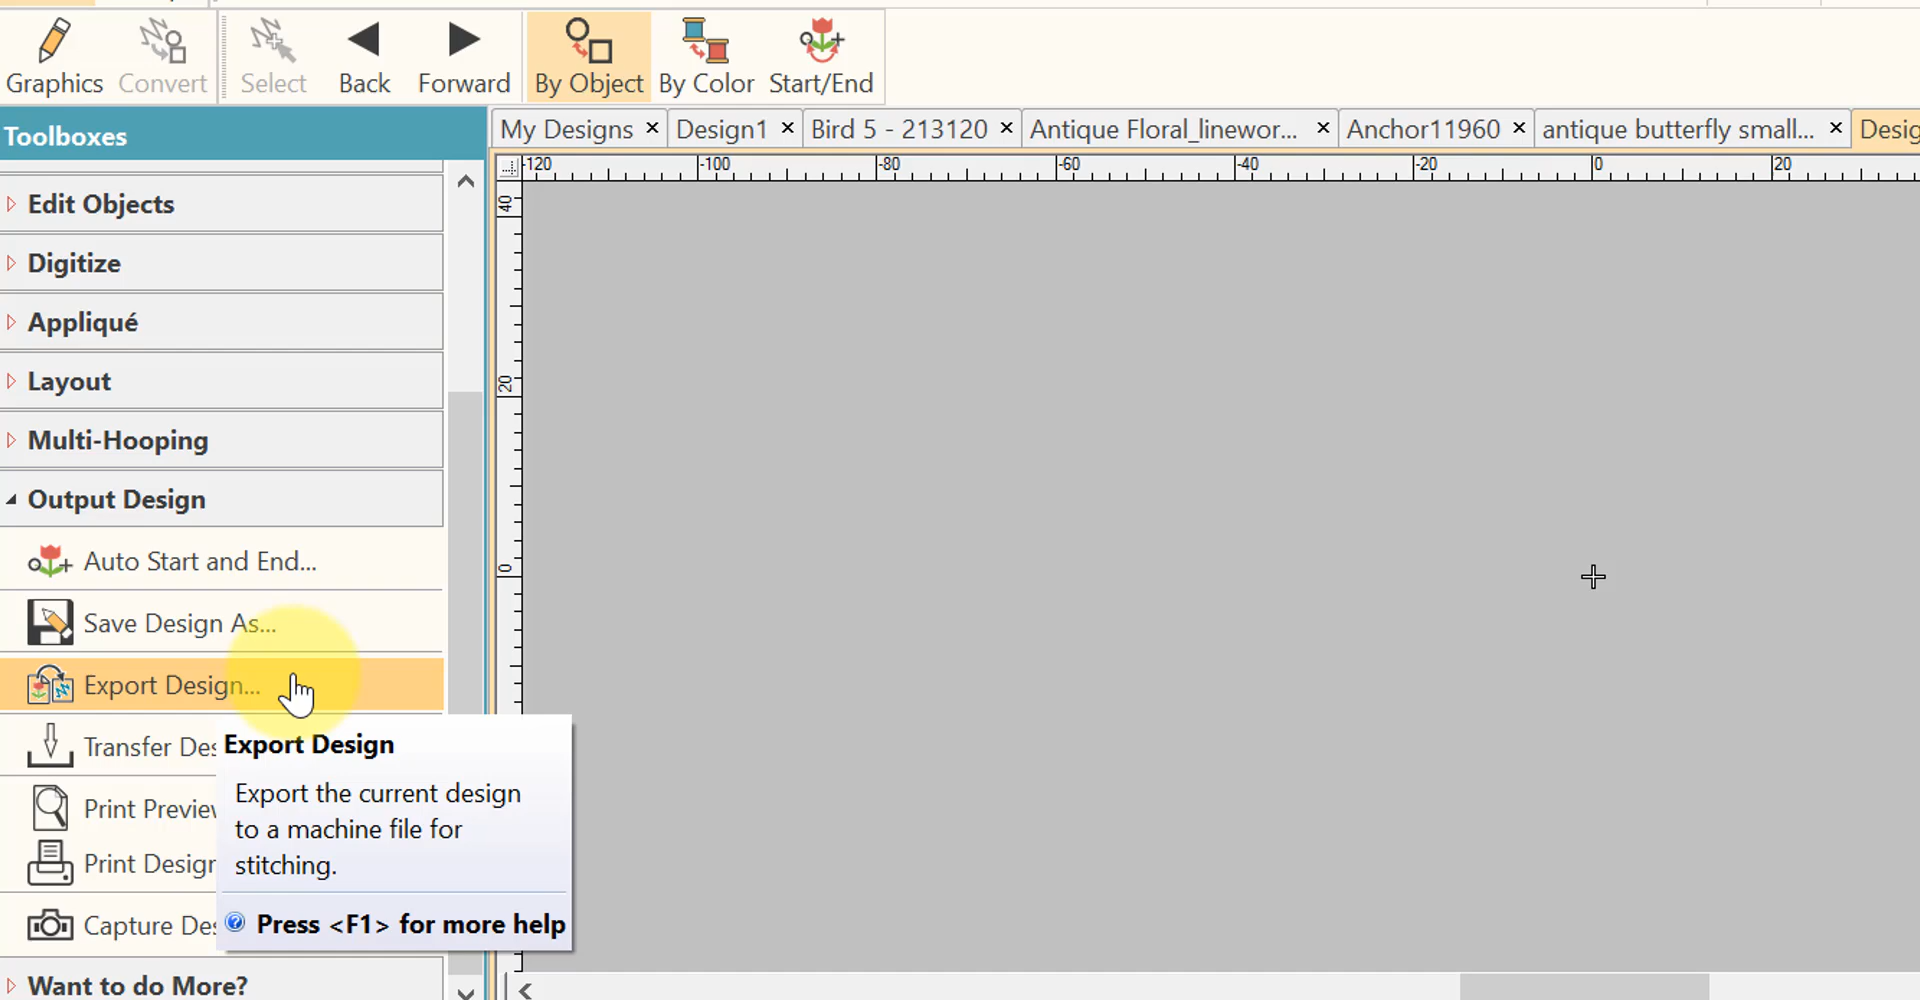 Graphics Convert Select Back Forward By Object By Color Start/End
Toolboxes
My Designs Design1 Bird 5 - 213120 Antique Floral_linewor... Anchor11960 antique butterfly small... Desig
-120 -100 -80 -60 -40 -20 0 20
40
20
0
Edit Objects
Digitize
Appliqué
Layout
Multi-Hooping
Output Design
Auto Start and End...
Save Design As...
Export Design...
Transfer Des
Print Preview
Print Design
Capture Des
Export Design
Export the current design
to a machine file for
stitching.
Press <F1> for more help
Want to do More?